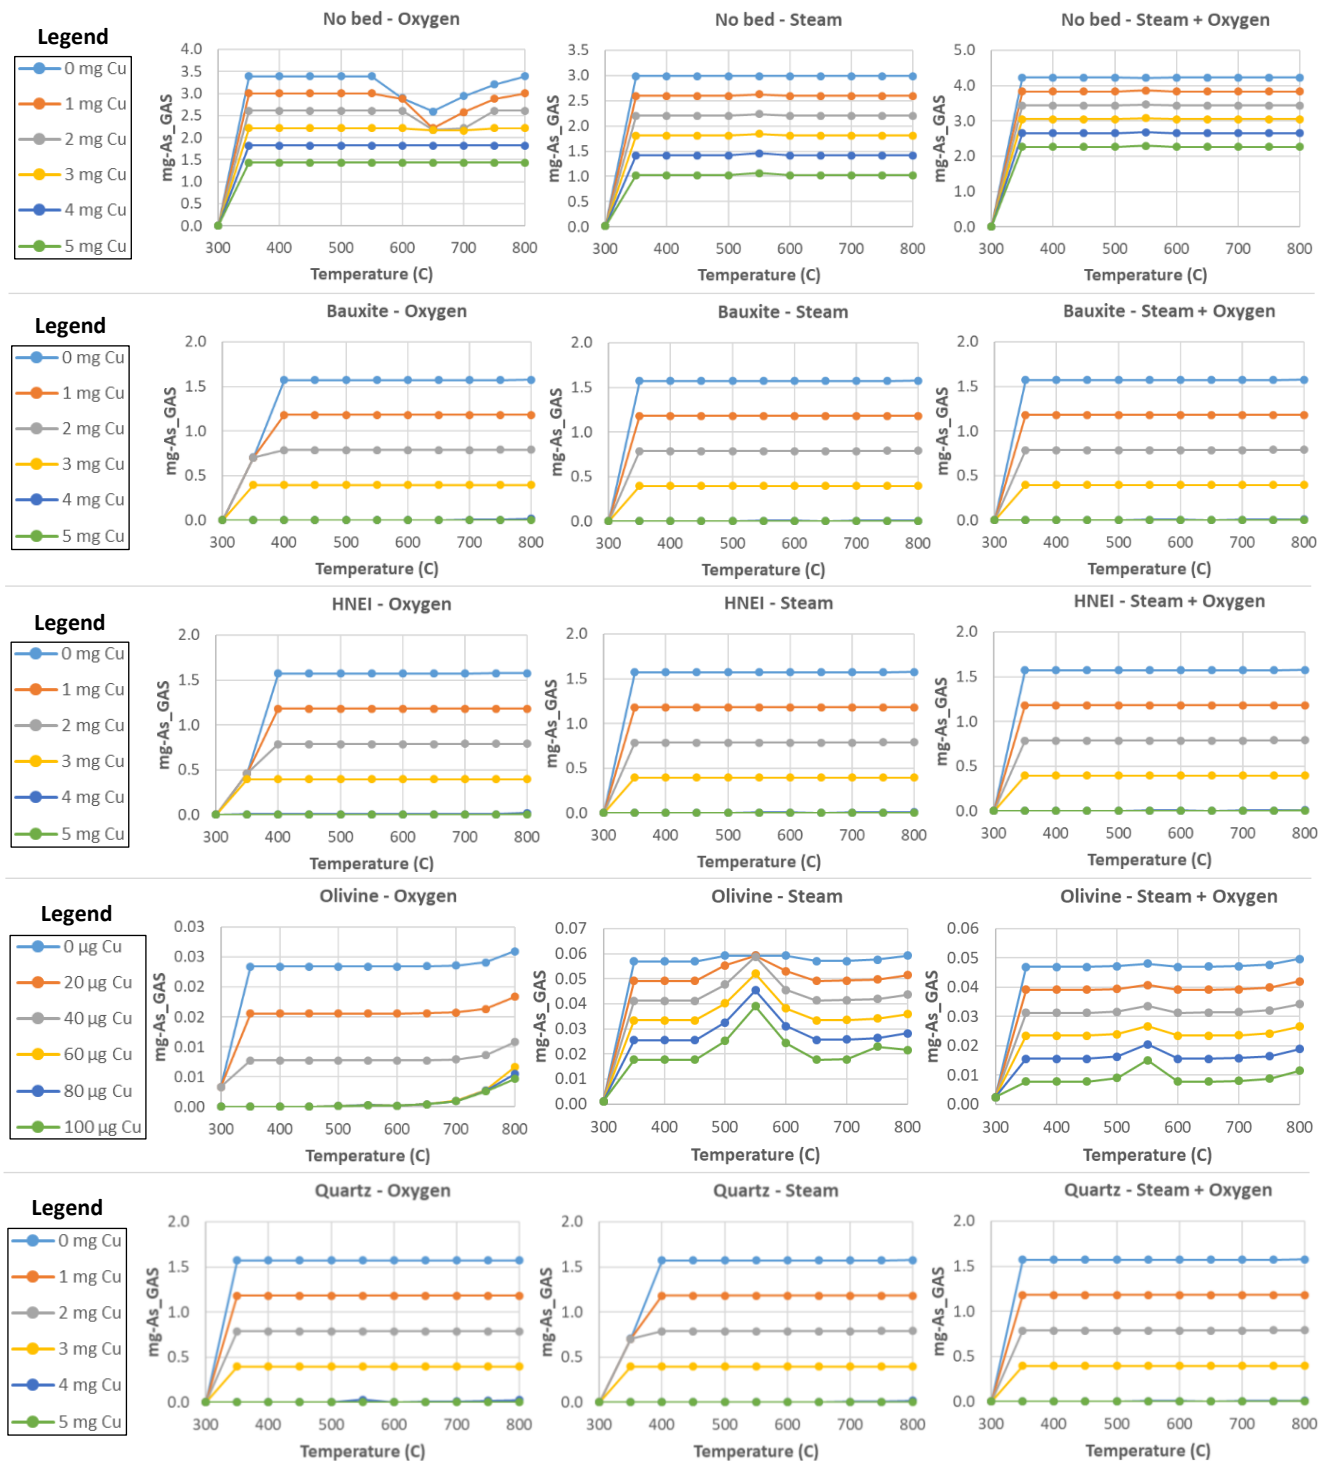 No bed - Oxygen
No bed - Steam
No bed - Steam + Oxygen
Legend
0 mg Cu
1 mg Cu
2 mg Cu
3 mg Cu
4 mg Cu
5 mg Cu
mg-As_GAS
4.0
3.5
3.0
2.5
2.0
1.5
1.0
0.5
0.0
300 400 500 600 700 800
Temperature (C)
mg-As_GAS
3.5
3.0
2.5
2.0
1.5
1.0
0.5
0.0
300 400 500 600 700 800
Temperature (C)
mg-As_GAS
5.0
4.0
3.0
2.0
1.0
0.0
300 400 500 600 700 800
Temperature (C)
Bauxite - Oxygen
Bauxite - Steam
Bauxite - Steam + Oxygen
Legend
0 mg Cu
1 mg Cu
2 mg Cu
3 mg Cu
4 mg Cu
5 mg Cu
mg-As_GAS
2.0
1.5
1.0
0.5
0.0
300 400 500 600 700 800
Temperature (C)
mg-As_GAS
2.0
1.5
1.0
0.5
0.0
300 400 500 600 700 800
Temperature (C)
mg-As_GAS
2.0
1.5
1.0
0.5
0.0
300 400 500 600 700 800
Temperature (C)
HNEI - Oxygen
HNEI - Steam
HNEI - Steam + Oxygen
Legend
0 mg Cu
1 mg Cu
2 mg Cu
3 mg Cu
4 mg Cu
5 mg Cu
mg-As_GAS
2.0
1.5
1.0
0.5
0.0
300 400 500 600 700 800
Temperature (C)
mg-As_GAS
2.0
1.5
1.0
0.5
0.0
300 400 500 600 700 800
Temperature (C)
mg-As_GAS
2.0
1.5
1.0
0.5
0.0
300 400 500 600 700 800
Temperature (C)
Olivine - Oxygen
Olivine - Steam
Olivine - Steam + Oxygen
Legend
0 µg Cu
20 µg Cu
40 µg Cu
60 µg Cu
80 µg Cu
100 µg Cu
mg-As_GAS
0.03
0.03
0.02
0.02
0.01
0.01
0.00
300 400 500 600 700 800
Temperature (C)
mg-As_GAS
0.07
0.06
0.05
0.04
0.03
0.02
0.01
0.00
300 400 500 600 700 800
Temperature (C)
mg-As_GAS
0.06
0.05
0.04
0.03
0.02
0.01
0.00
300 400 500 600 700 800
Temperature (C)
Quartz - Oxygen
Quartz - Steam
Quartz - Steam + Oxygen
Legend
0 mg Cu
1 mg Cu
2 mg Cu
3 mg Cu
4 mg Cu
5 mg Cu
mg-As_GAS
2.0
1.5
1.0
0.5
0.0
300 400 500 600 700 800
Temperature (C)
mg-As_GAS
2.0
1.5
1.0
0.5
0.0
300 400 500 600 700 800
Temperature (C)
mg-As_GAS
2.0
1.5
1.0
0.5
0.0
300 400 500 600 700 800
Temperature (C)